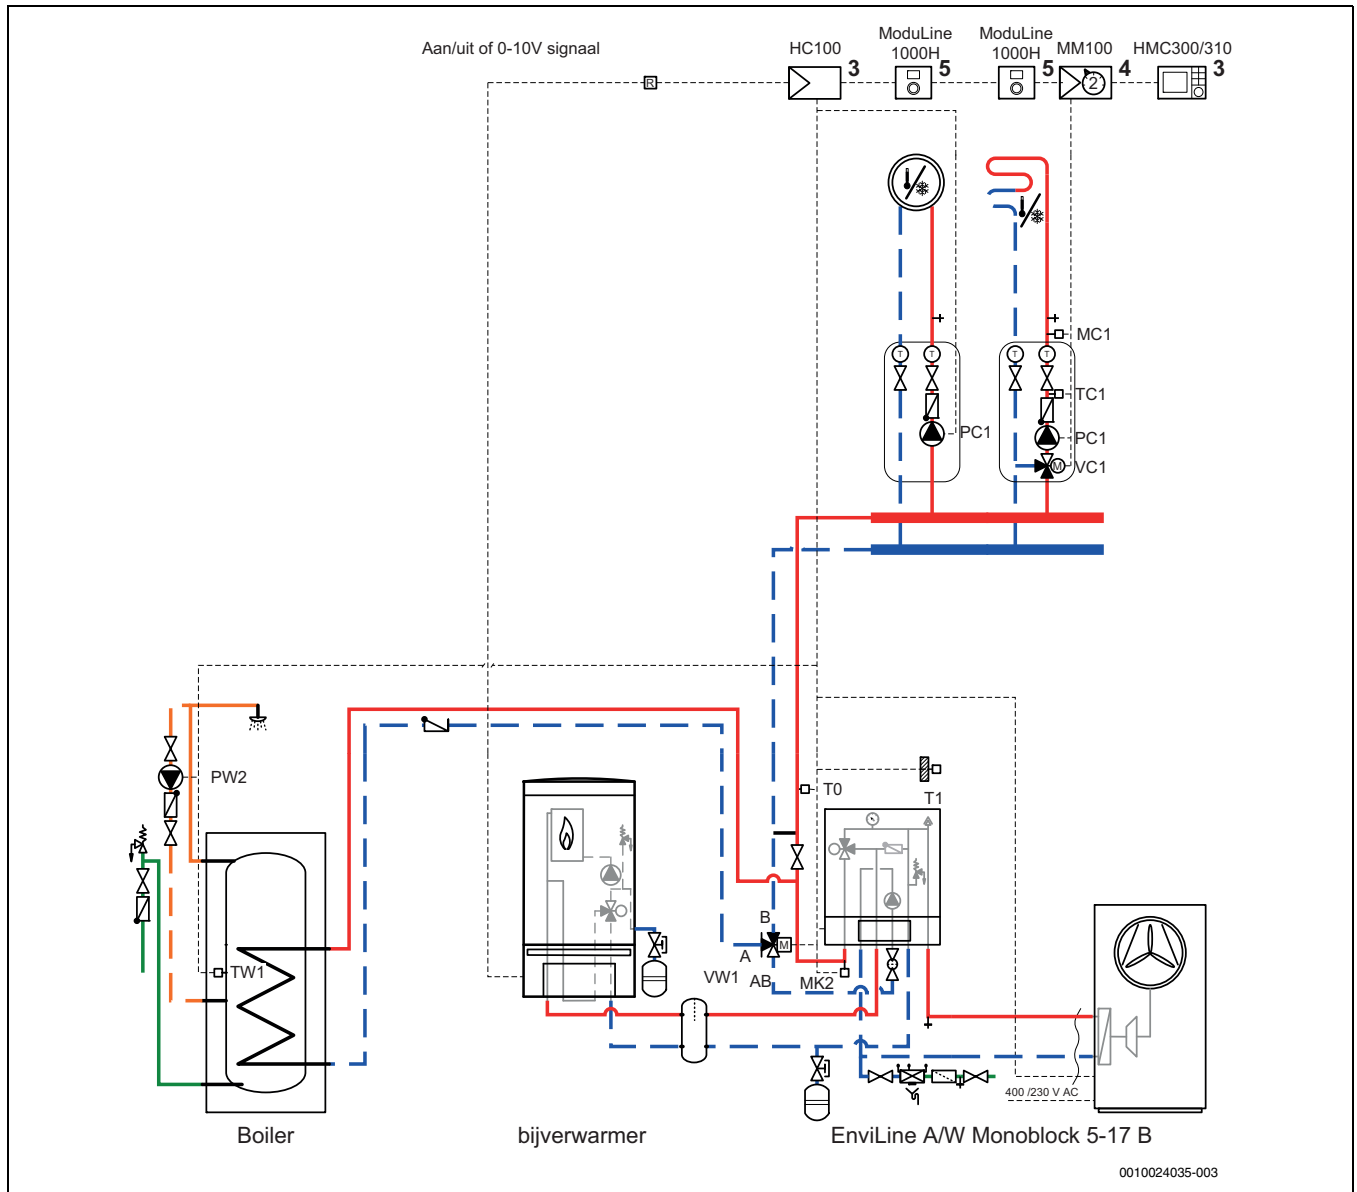 Aan/uit of 0-10V signaal
HC100
3
ModuLine
1000H
5
ModuLine
1000H
5
MM100
4
2
HMC300/310
3
R
MC1
T
T
T
T
TC1
PC1
PC1
M
VC1
PW2
T0
T1
B
M
A
VW1
AB
MK2
TW1
400 /230 V AC
Boiler
bijverwarmer
EnviLine A/W Monoblock 5-17 B
0010024035-003